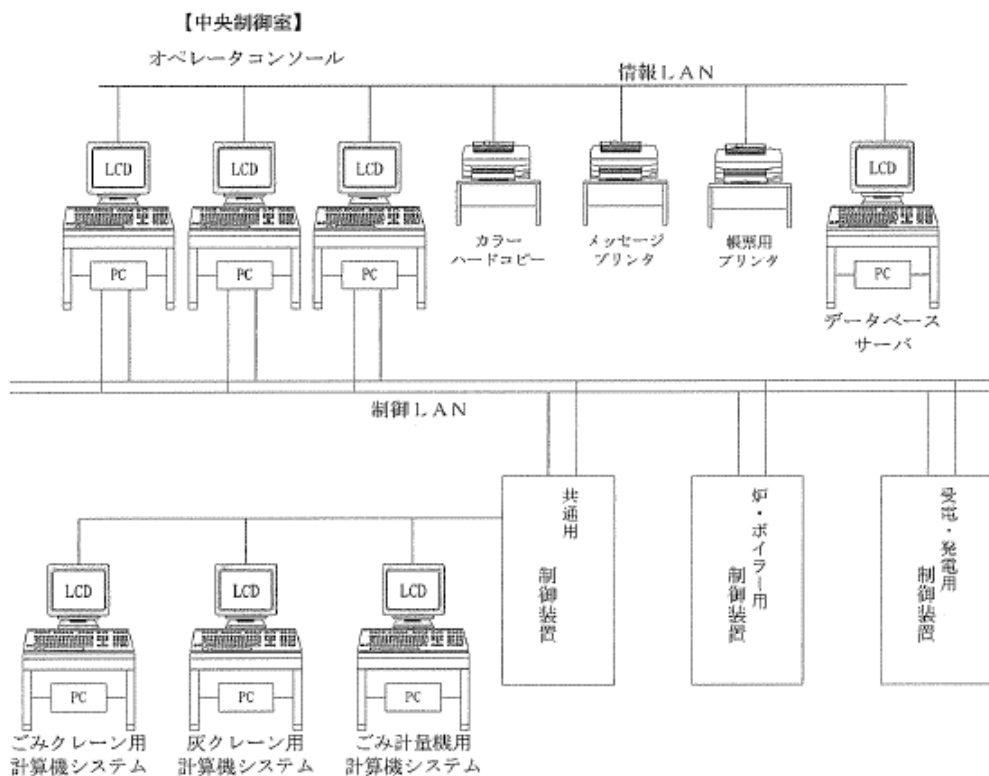 【中央制御室】
オペレータコンソール
情報LAN
LCD
LCD
LCD
LCD
カラー
ハードコピー
メッセージ
プリンタ
帳票用
プリンタ
PC
PC
PC
PC
データベース
サーバ
制御LAN
共通用
制御装置
炉・ボイラー用
制御装置
受電・発電用
制御装置
LCD
LCD
LCD
PC
PC
PC
ごみクレーン用
計算機システム
灰クレーン用
計算機システム
ごみ計量機用
計算機システム